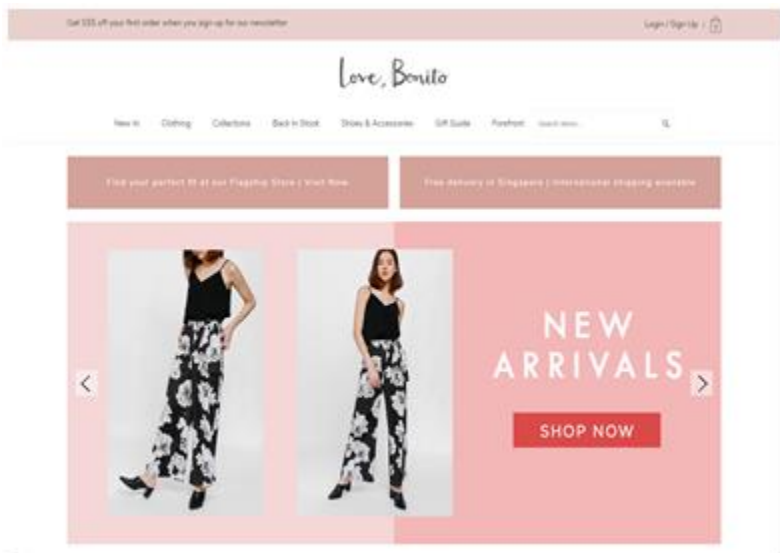 Get $$$ off your first order when you sign up for our newsletter
Login / Sign Up
Love, Bonito
New In Clothing Collections Back In Stock Shoes & Accessories Gift Guide Forefront
Find your perfect fit at our Flagship Store | Visit Now
Free delivery in Singapore | International shipping available
NEW
ARRIVALS
SHOP NOW